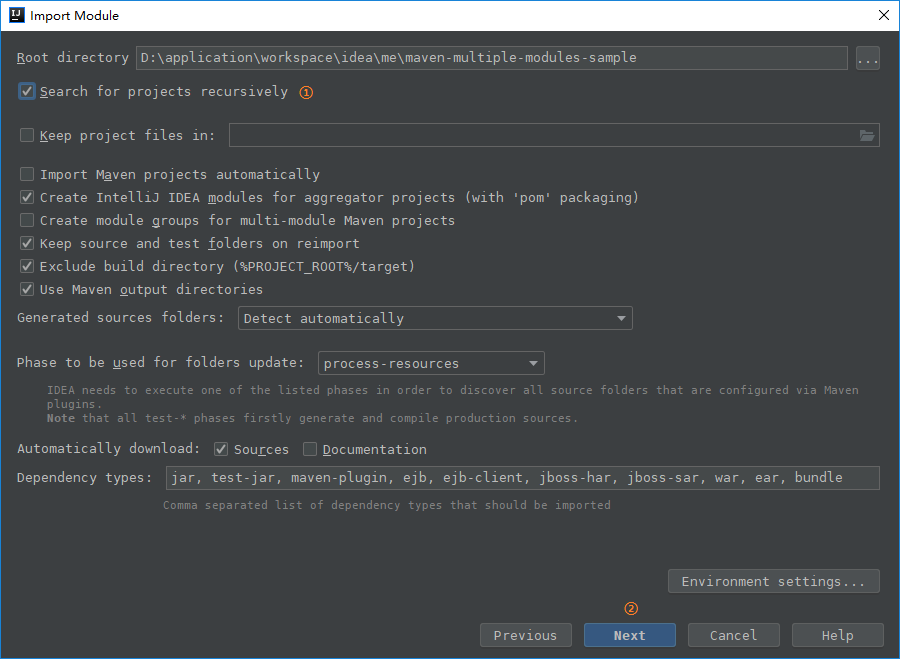 IJ Import Module
Root directory D:\application\workspace\idea\me\maven-multiple-modules-sample ...
Search for projects recursively ①
Keep project files in:
Import Maven projects automatically
Create IntelliJ IDEA modules for aggregator projects (with 'pom' packaging)
Create module groups for multi-module Maven projects
Keep source and test folders on reimport
Exclude build directory (%PROJECT_ROOT%/target)
Use Maven output directories
Generated sources folders: Detect automatically
Phase to be used for folders update: process-resources
IDEA needs to execute one of the listed phases in order to discover all source folders that are configured via Maven
plugins.
Note that all test-* phases firstly generate and compile production sources.
Automatically download: Sources Documentation
Dependency types: jar, test-jar, maven-plugin, ejb, ejb-client, jboss-har, jboss-sar, war, ear, bundle
Comma separated list of dependency types that should be imported
Environment settings...
②
Previous Next Cancel Help